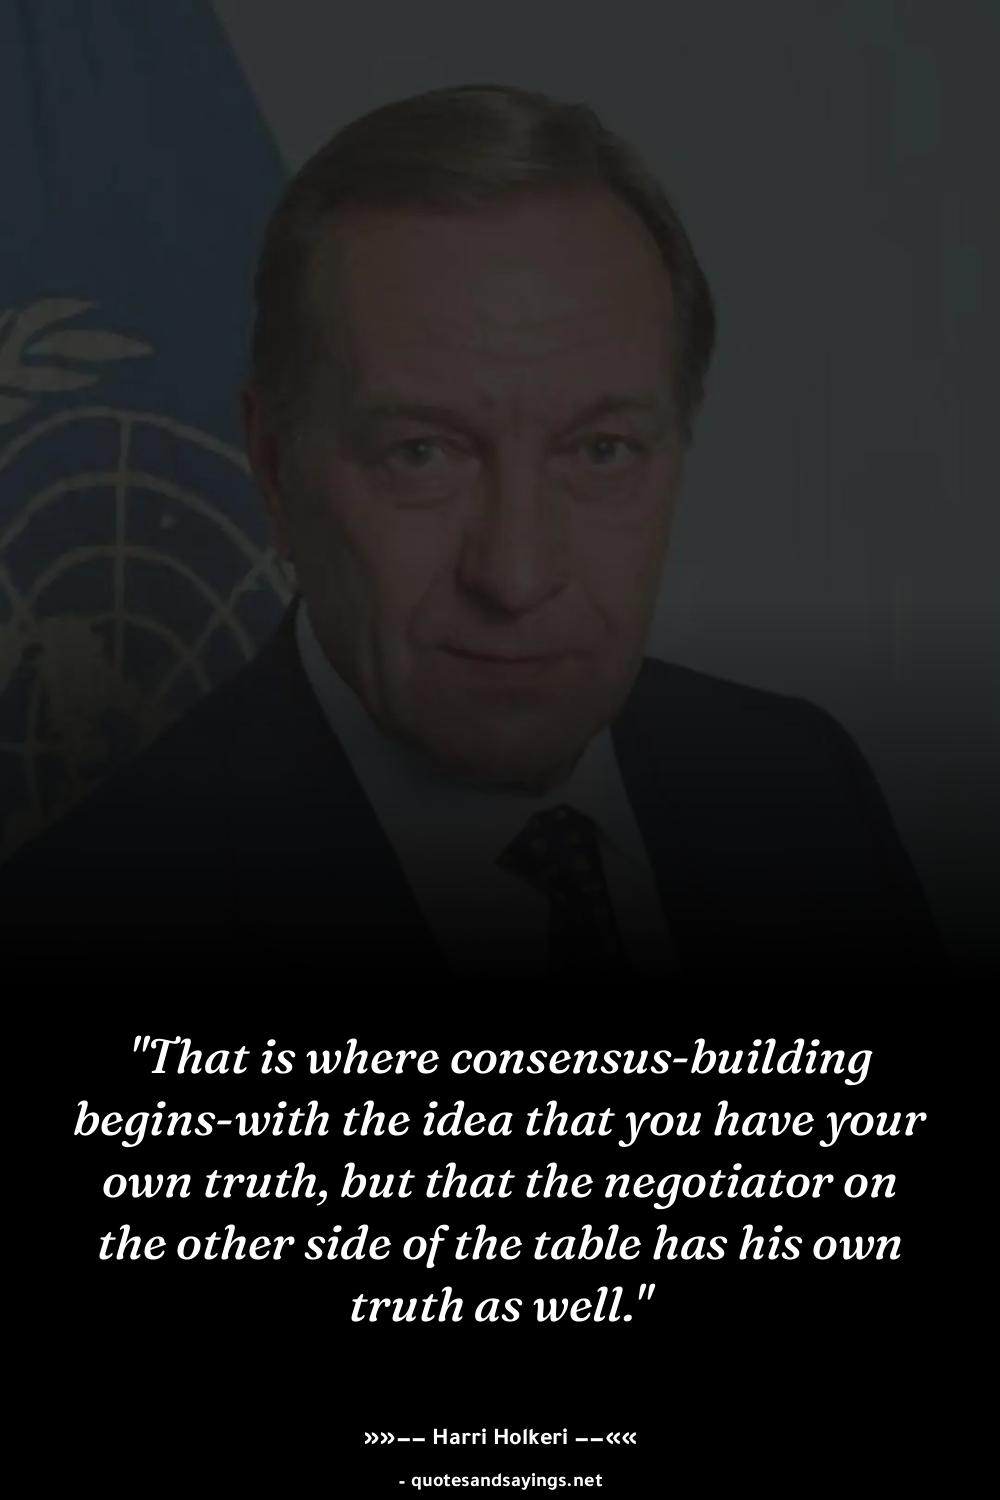 "That is where consensus-building
begins-with the idea that you have your
own truth, but that the negotiator on
the other side of the table has his own
truth as well."
»»−− Harri Holkeri −−««
- quotesandsayings.net